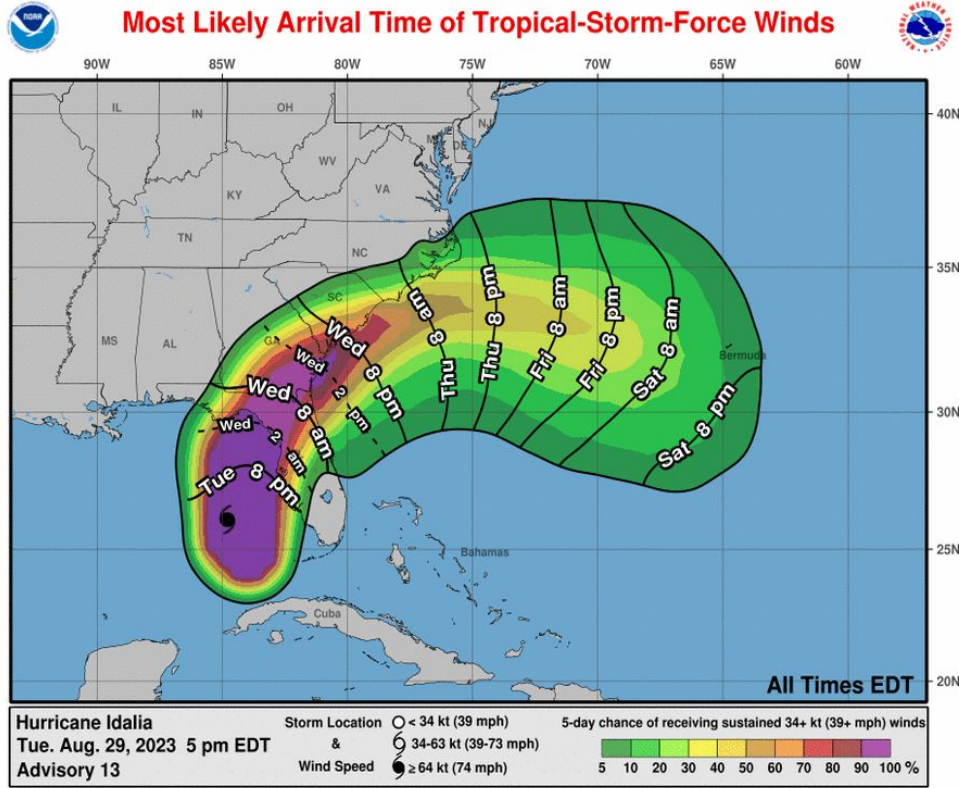 Most Likely Arrival Time of Tropical-Storm-Force Winds
NOAA
NATIONAL WEATHER SERVICE
90W 85W 80W 75W 70W 65W 60W
40N
35N
30N
25N
20N
IL
IN
OH
NJ
DE
WV
KY
VA
TN
NC
SC
MS
AL
GA
Bermuda
Bahamas
Cuba
Tue 8 pm
Wed 2 am
Wed 8 am
Wed 2 pm
Wed 8 pm
Thu 8 am
Thu 8 pm
Fri 8 am
Fri 8 pm
Sat 8 am
Sat 8 pm
All Times EDT
Hurricane Idalia
Tue. Aug. 29, 2023 5 pm EDT
Advisory 13
Storm Location
&
Wind Speed
< 34 kt (39 mph)
34-63 kt (39-73 mph)
≥ 64 kt (74 mph)
5-day chance of receiving sustained 34+ kt (39+ mph) winds
5 10 20 30 40 50 60 70 80 90 100 %